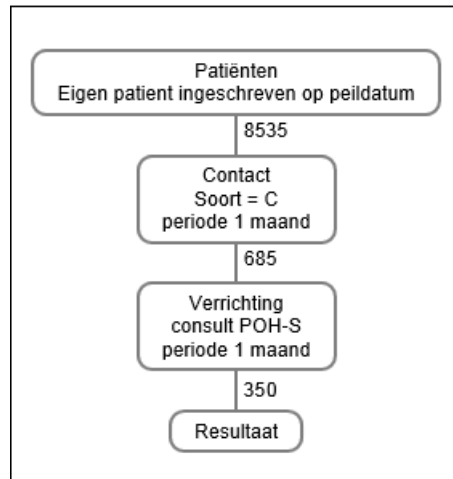 Patiënten
Eigen patient ingeschreven op peildatum
8535
Contact
Soort = C
periode 1 maand
685
Verrichting
consult POH-S
periode 1 maand
350
Resultaat